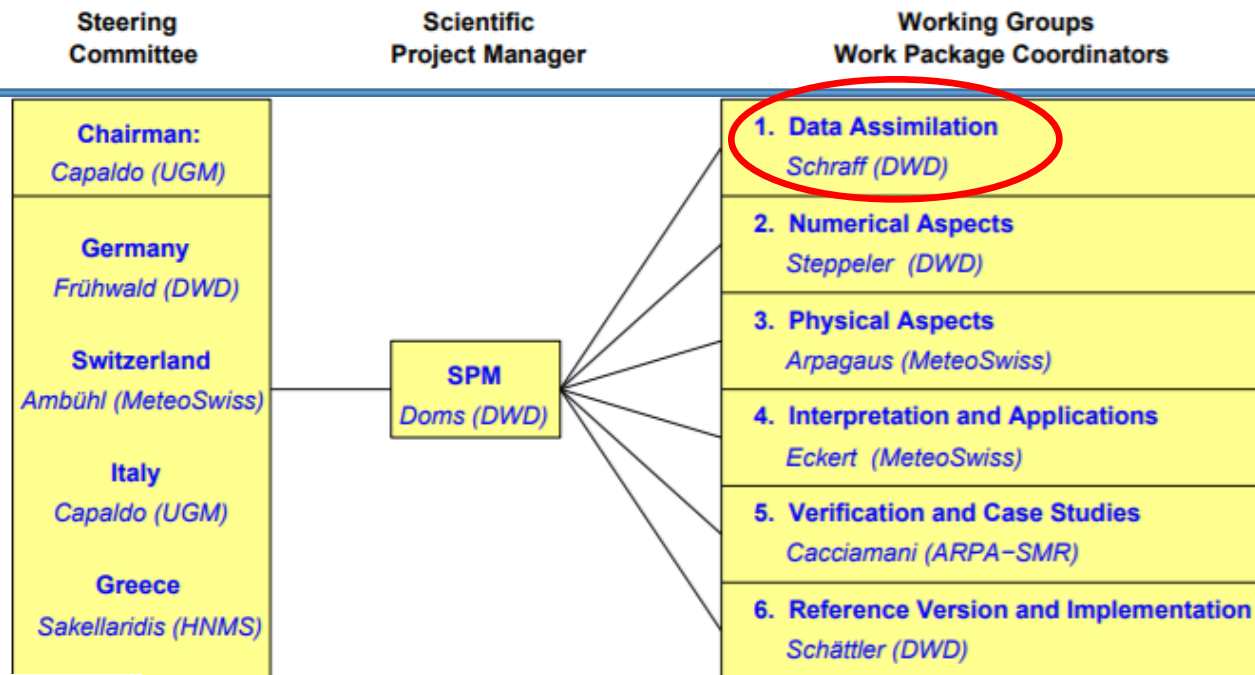 Steering
Committee
Scientific
Project Manager
Working Groups
Work Package Coordinators
Chairman:
Capaldo (UGM)
Germany
Frühwald (DWD)
Switzerland
Ambühl (MeteoSwiss)
Italy
Capaldo (UGM)
Greece
Sakellaridis (HNMS)
SPM
Doms (DWD)
1. Data Assimilation
Schraff (DWD)
2. Numerical Aspects
Steppeler (DWD)
3. Physical Aspects
Arpagaus (MeteoSwiss)
4. Interpretation and Applications
Eckert (MeteoSwiss)
5. Verification and Case Studies
Cacciamani (ARPA−SMR)
6. Reference Version and Implementation
Schättler (DWD)